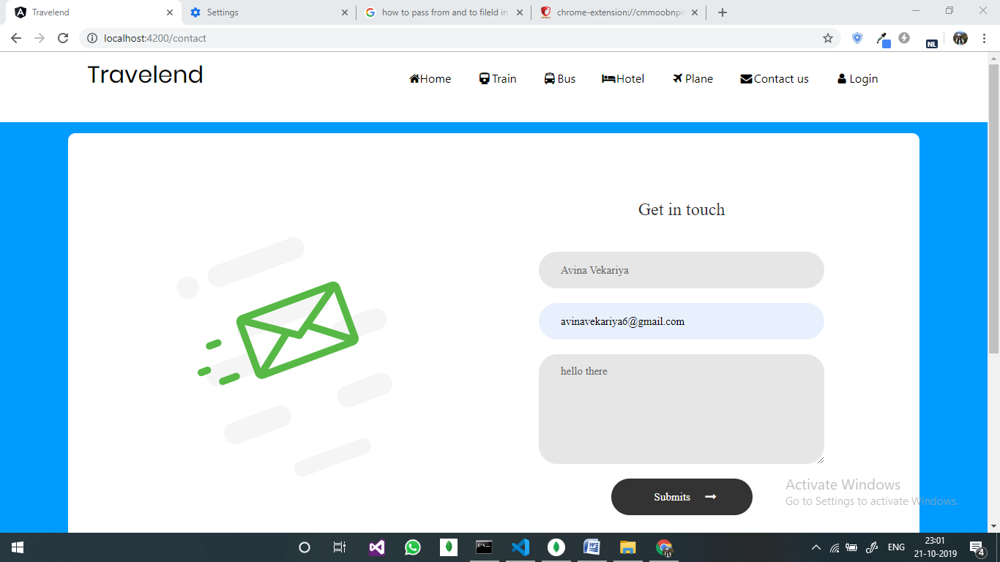 Travelend
Settings
how to pass from and to fileld in
chrome-extension://cmmoobnpn
localhost:4200/contact
NL
Travelend
Home Train Bus Hotel Plane Contact us Login
Get in touch
Avina Vekariya
avinavekariya6@gmail.com
hello there
Submits
Activate Windows
Go to Settings to activate Windows.
ENG
23:01
21-10-2019
4